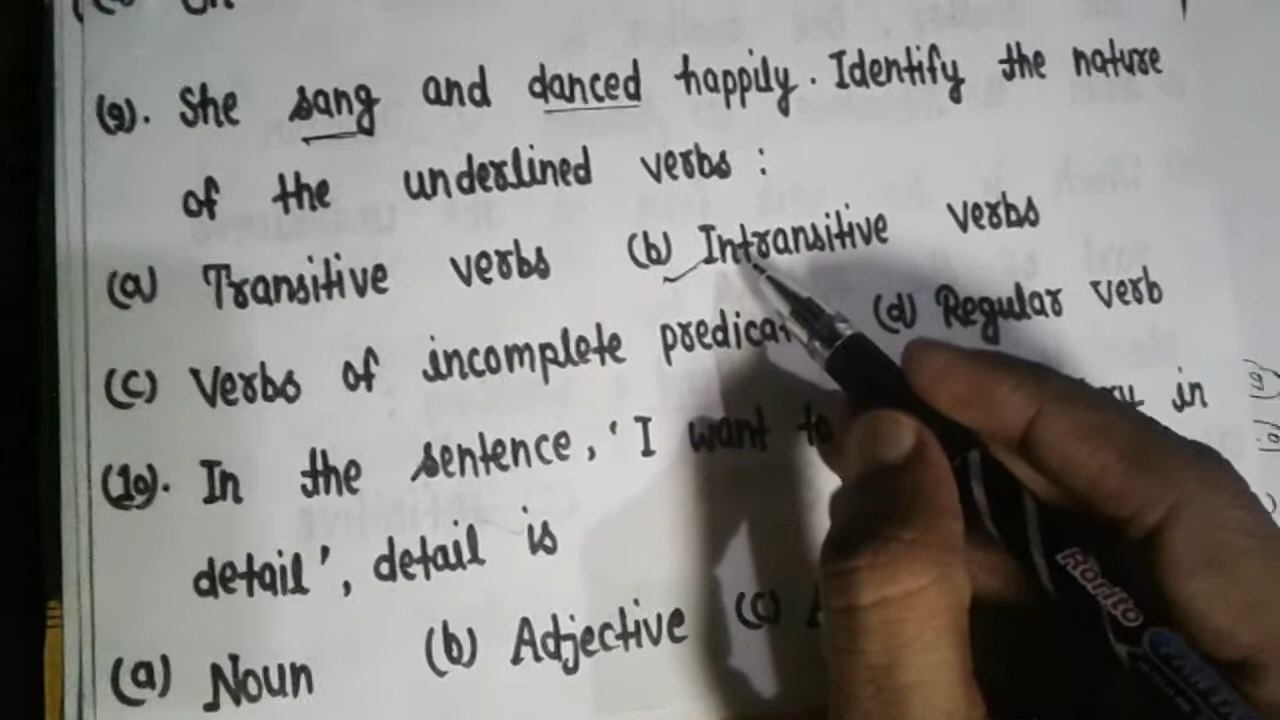 (9). She sang and danced happily. Identify the nature
of the underlined verbs :
(a) Transitive verbs (b) Intransitive verbs
(c) Verbs of incomplete (d) Regular verb
(10). In the sentence, 'I want to in
detail', detail is
(a) Noun (b) Adjective (c)
Rorito